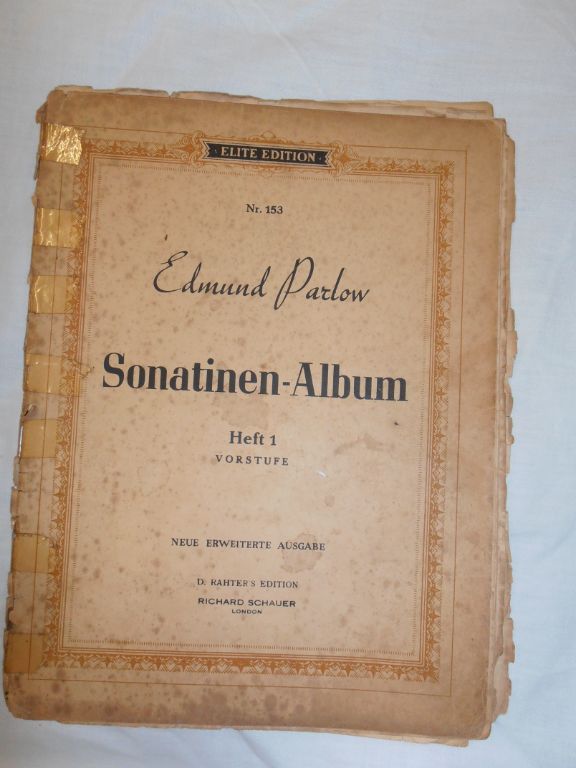 ELITE EDITION
Nr. 153
Edmund Parlow
Sonatinen-Album
Heft 1
VORSTUFE
NEUE ERWEITERTE AUSGABE
D. RAHTER'S EDITION
RICHARD SCHAUER
LONDON